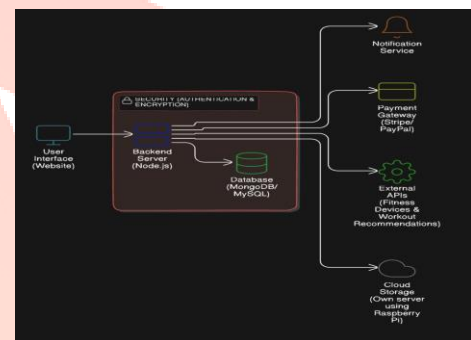 Notification
Service
SECURITY (AUTHENTICATION &
ENCRYPTION)
Payment
Gateway
(Stripe/
PayPal)
User
Interface
(Website)
Backend
Server
(Node.js)
Database
(MongoDB/
MySQL)
External
APIs
(Fitness
Devices &
Workout
Recommendations)
Cloud
Storage
(Own server
using
Raspberry
Pi)